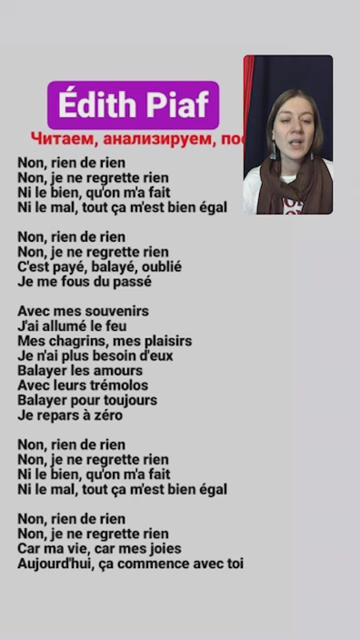 Édith Piaf
Читаем, анализируем,
Non, rien de rien
Non, je ne regrette rien
Ni le bien, qu'on m'a fait
Ni le mal, tout ça m'est bien égal
Non, rien de rien
Non, je ne regrette rien
C'est payé, balayé, oublié
Je me fous du passé
Avec mes souvenirs
J'ai allumé le feu
Mes chagrins, mes plaisirs
Je n'ai plus besoin d'eux
Balayer les amours
Avec leurs trémolos
Balayer pour toujours
Je repars à zéro
Non, rien de rien
Non, je ne regrette rien
Ni le bien, qu'on m'a fait
Ni le mal, tout ça m'est bien égal
Non, rien de rien
Non, je ne regrette rien
Car ma vie, car mes joies
Aujourd'hui, ça commence avec toi